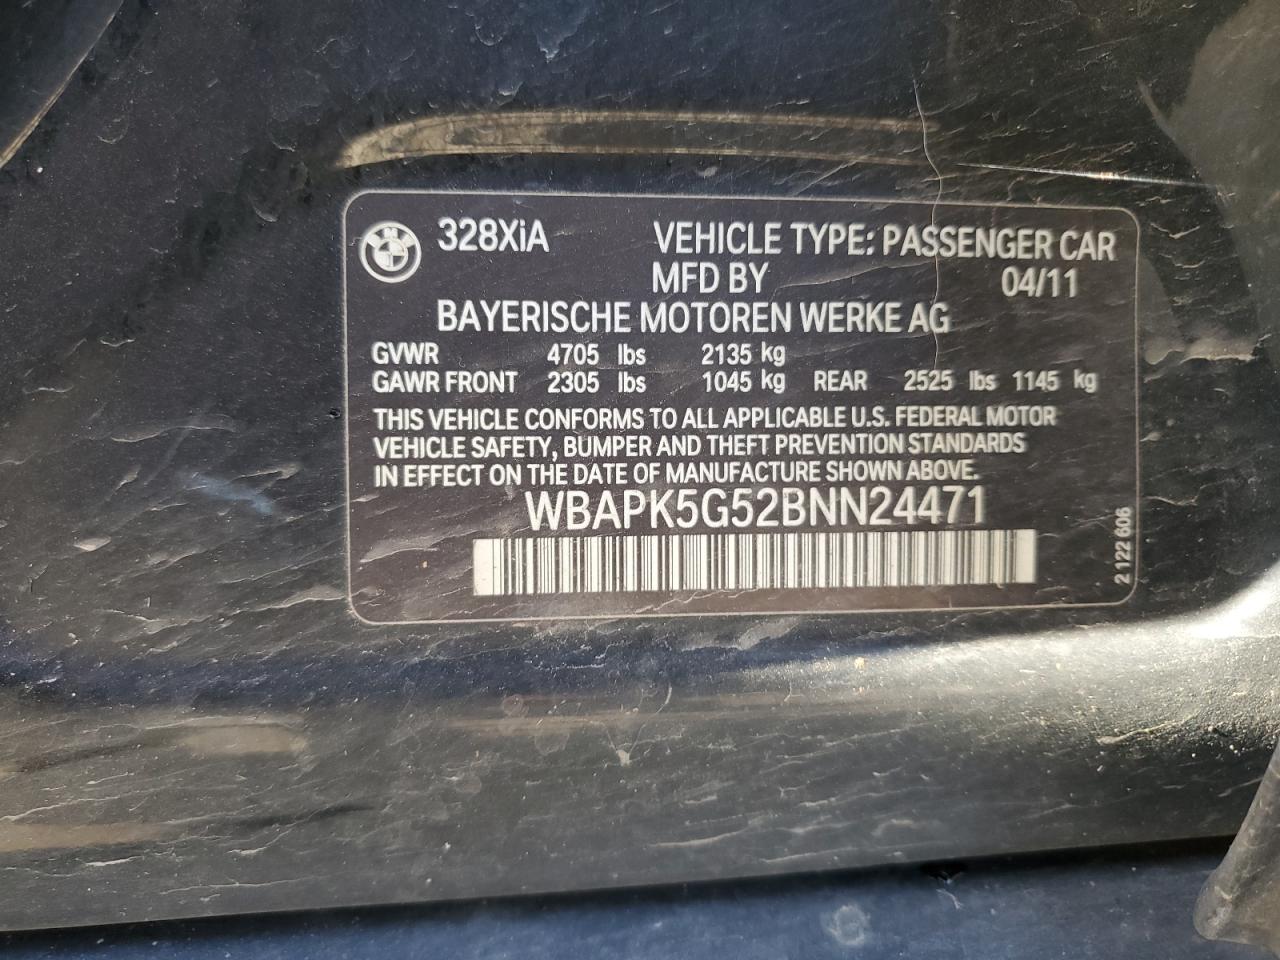 328XiA VEHICLE TYPE: PASSENGER CAR
MFD BY 04/11
BAYERISCHE MOTOREN WERKE AG
GVWR 4705 lbs 2135 kg
GAWR FRONT 2305 lbs 1045 kg REAR 2525 lbs 1145 kg
THIS VEHICLE CONFORMS TO ALL APPLICABLE U.S. FEDERAL MOTOR
VEHICLE SAFETY, BUMPER AND THEFT PREVENTION STANDARDS
IN EFFECT ON THE DATE OF MANUFACTURE SHOWN ABOVE.
WBAPK5G52BNN24471
2 122 606